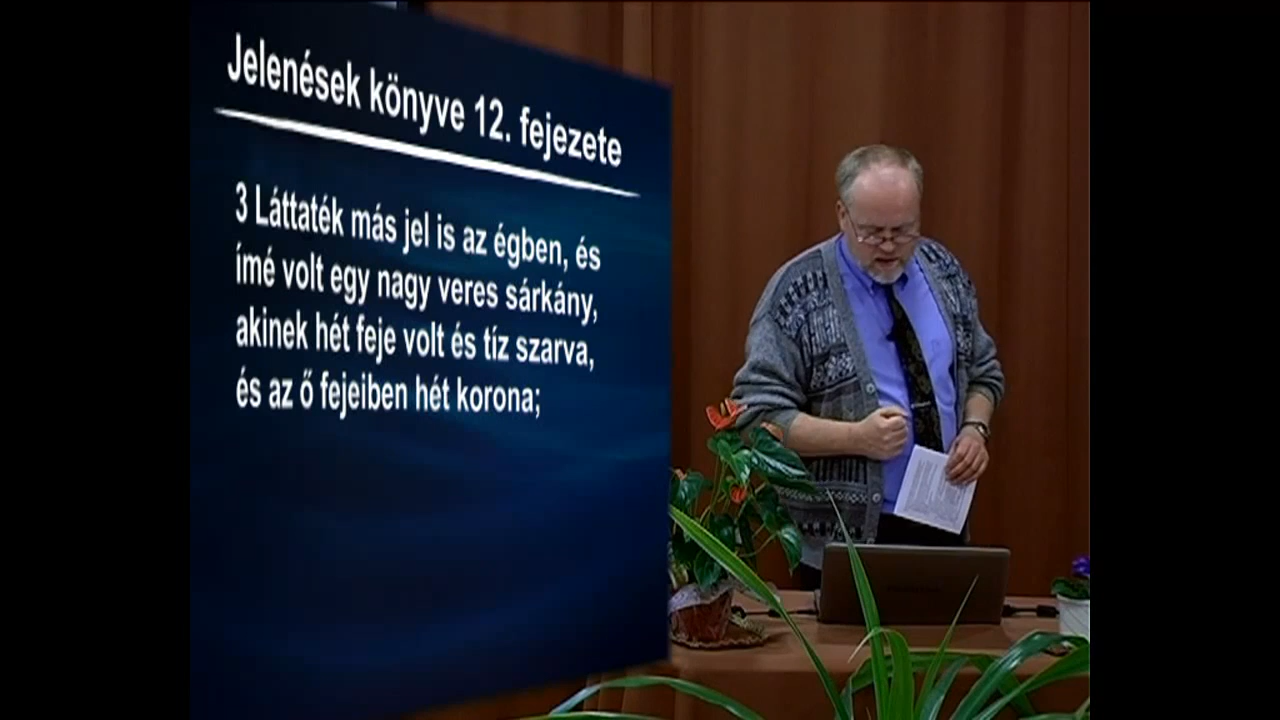 Jelenések könyve 12. fejezete
3 Láttaték más jel is az égben, és
ímé volt egy nagy veres sárkány,
akinek hét feje volt és tíz szarva,
és az ő fejeiben hét korona;